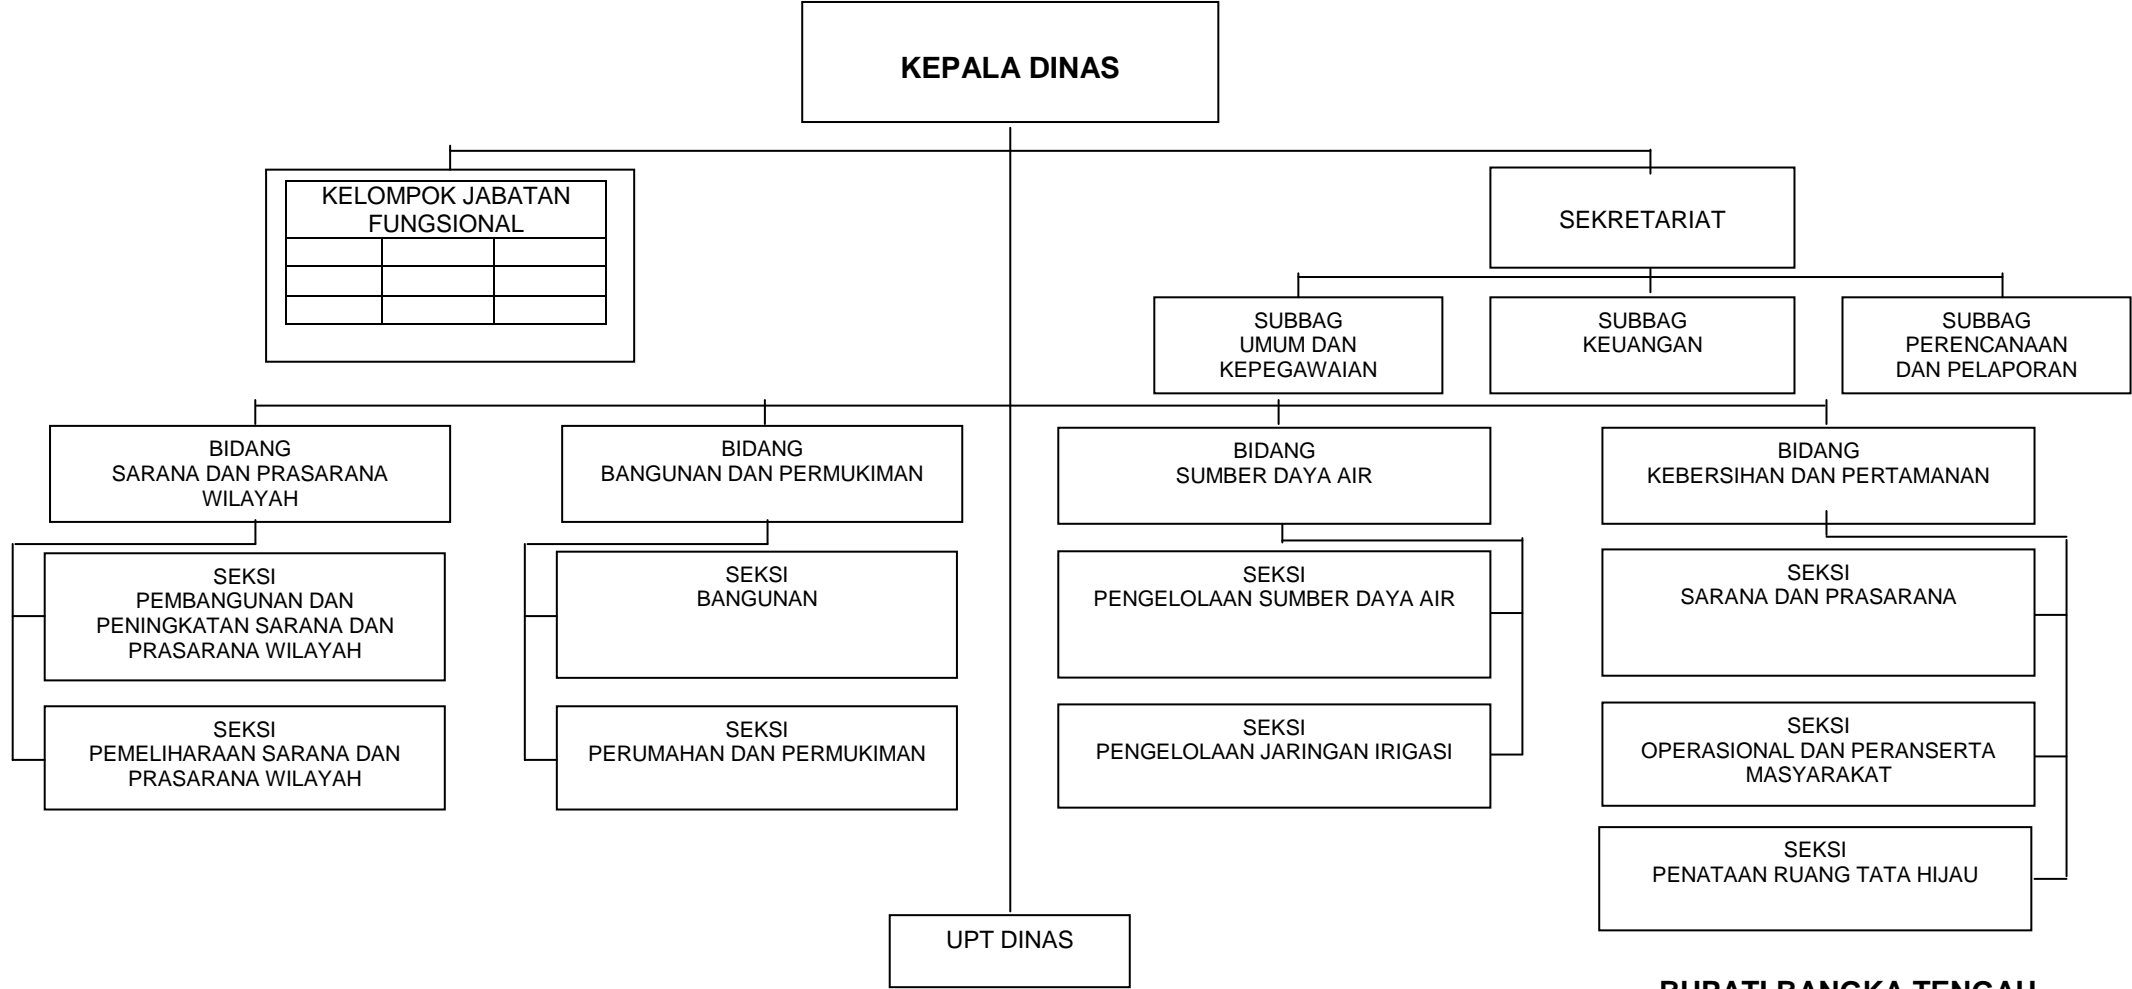 KEPALA DINAS
KELOMPOK JABATAN
FUNGSIONAL
SEKRETARIAT
SUBBAG
UMUM DAN
KEPEGAWAIAN
SUBBAG
KEUANGAN
SUBBAG
PERENCANAAN
DAN PELAPORAN
BIDANG
SARANA DAN PRASARANA
WILAYAH
BIDANG
BANGUNAN DAN PERMUKIMAN
BIDANG
SUMBER DAYA AIR
BIDANG
KEBERSIHAN DAN PERTAMANAN
SEKSI
PEMBANGUNAN DAN
PENINGKATAN SARANA DAN
PRASARANA WILAYAH
SEKSI
BANGUNAN
SEKSI
PENGELOLAAN SUMBER DAYA AIR
SEKSI
SARANA DAN PRASARANA
SEKSI
PEMELIHARAAN SARANA DAN
PRASARANA WILAYAH
SEKSI
PERUMAHAN DAN PERMUKIMAN
SEKSI
PENGELOLAAN JARINGAN IRIGASI
SEKSI
OPERASIONAL DAN PERANSERTA
MASYARAKAT
SEKSI
PENATAAN RUANG TATA HIJAU
UPT DINAS
BUPATI BANGKA TENGAH